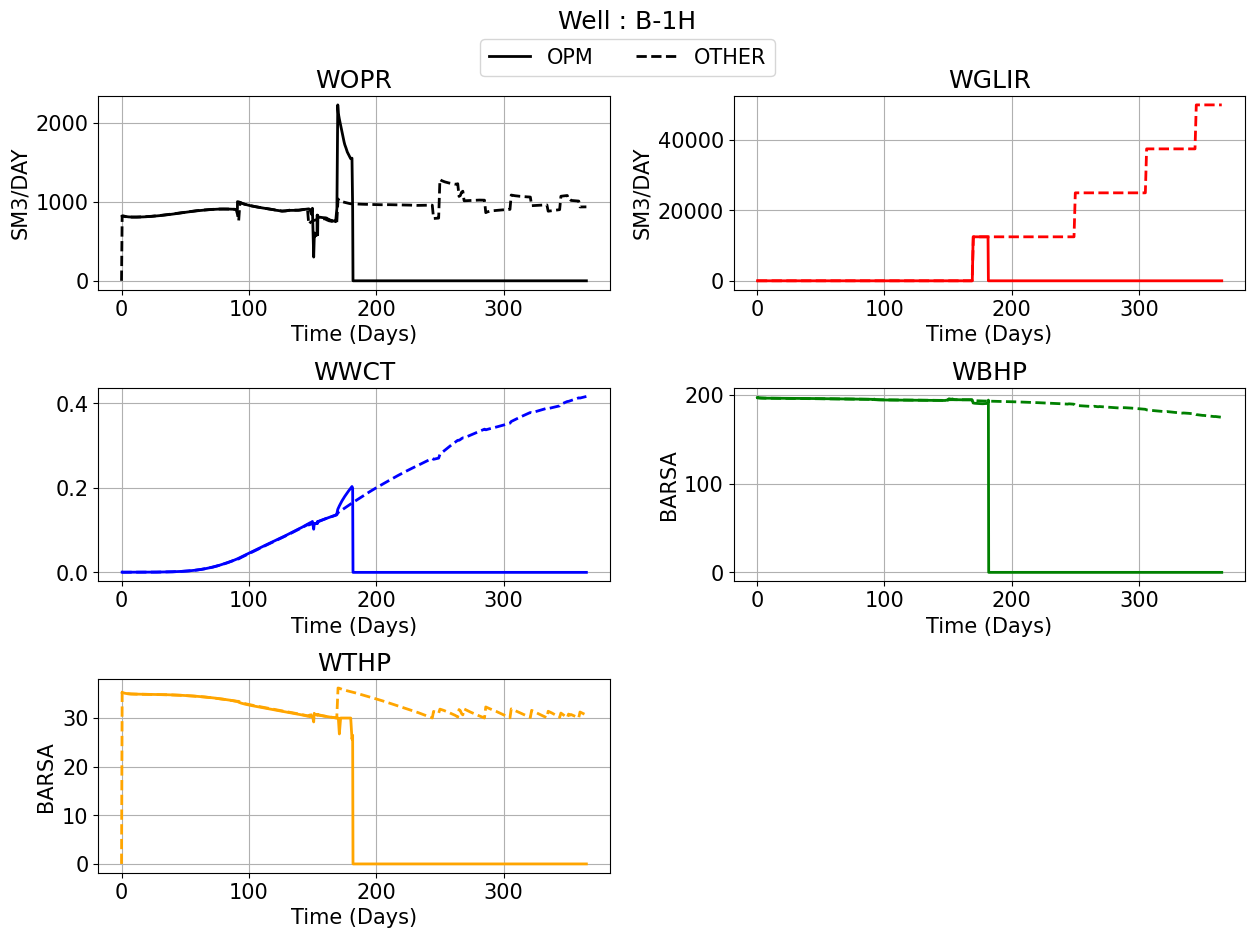 Well : B-1H
OPM OTHER
WOPR
SM3/DAY
2000
1000
0
0 100 200 300
Time (Days)
WGLIR
SM3/DAY
40000
20000
0
0 100 200 300
Time (Days)
WWCT
0.4
0.2
0.0
0 100 200 300
Time (Days)
WBHP
BARSA
200
100
0
0 100 200 300
Time (Days)
WTHP
BARSA
30
20
10
0
0 100 200 300
Time (Days)